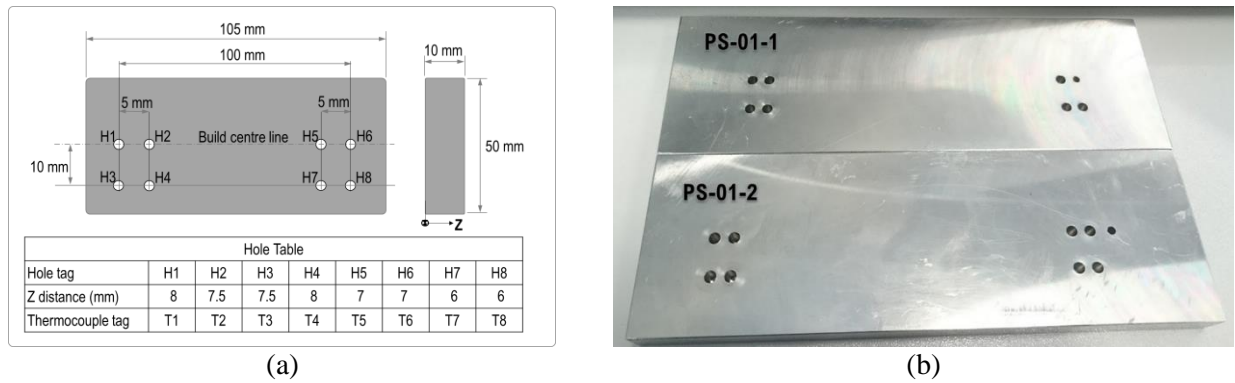 105 mm
100 mm
10 mm
5 mm
5 mm
H1
H2
Build centre line
H5
H6
50 mm
10 mm
H3
H4
H7
H8
Z
Hole Table
Hole tag H1 H2 H3 H4 H5 H6 H7 H8
Z distance (mm) 8 7.5 7.5 8 7 7 6 6
Thermocouple tag T1 T2 T3 T4 T5 T6 T7 T8
(a)
PS-01-1
PS-01-2
(b)